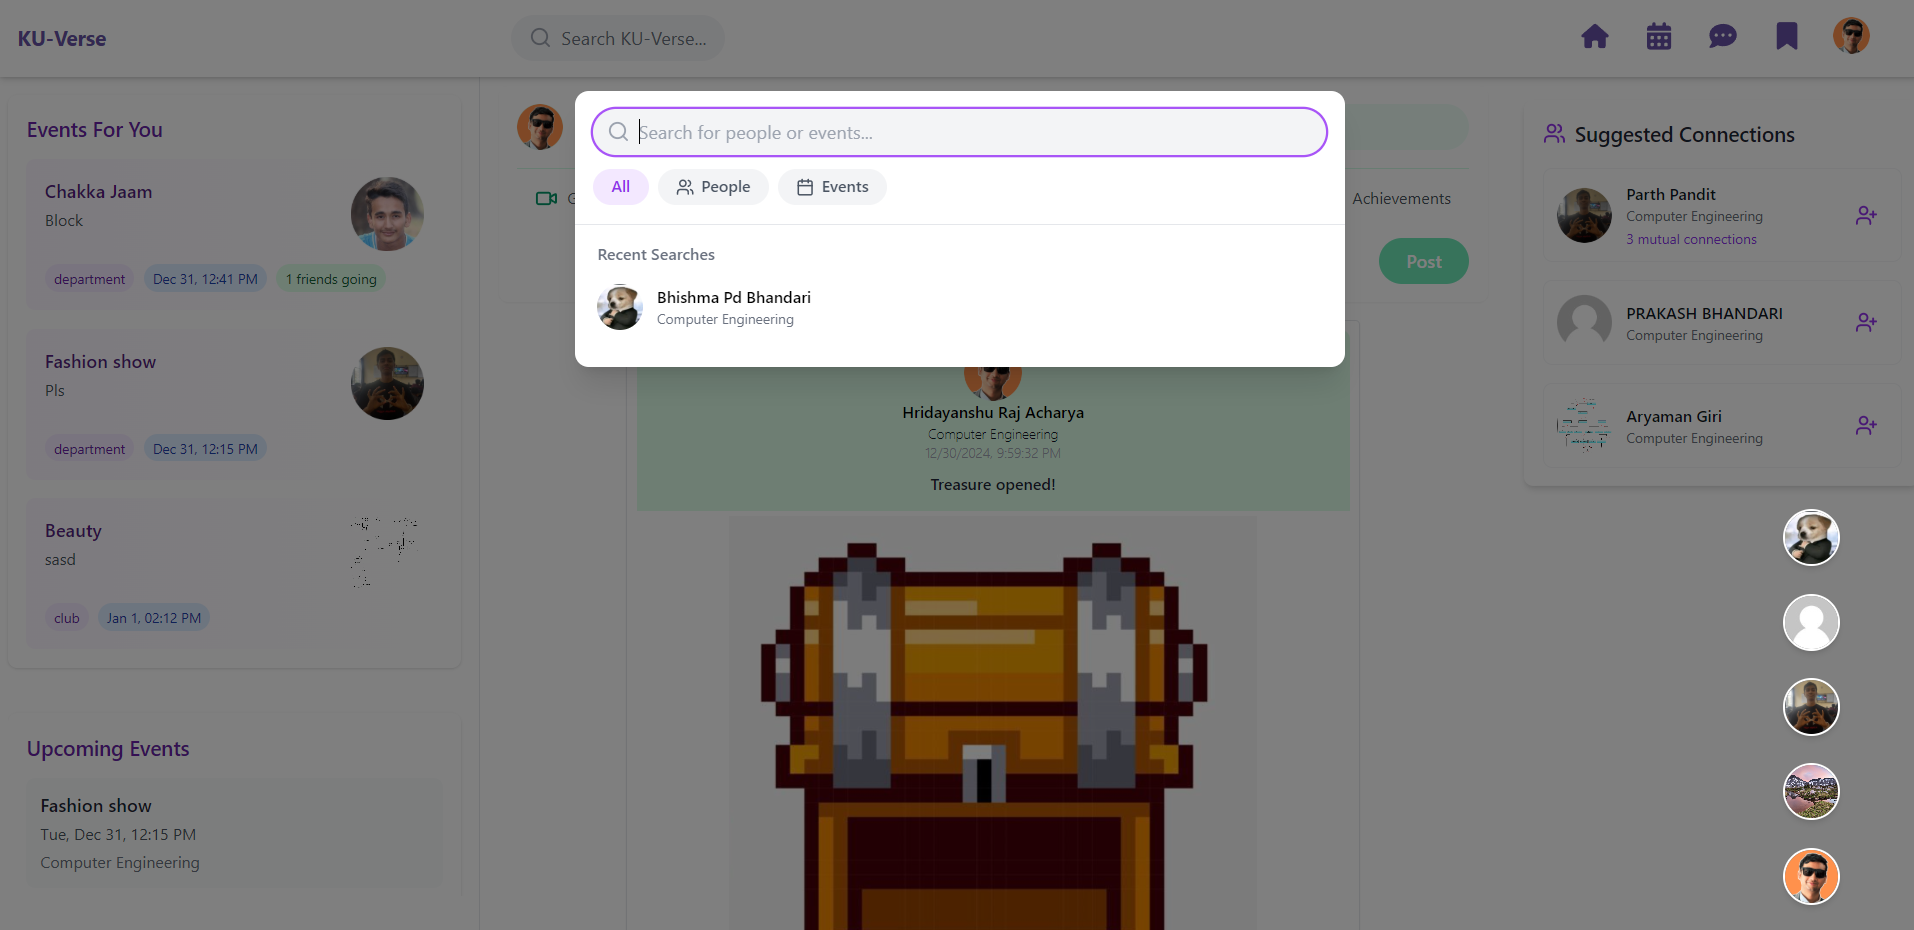 KU-Verse
Search KU-Verse...
Events For You
Chakka Jaam
Block
department
Dec 31, 12:41 PM
1 friends going
Fashion show
Pls
department
Dec 31, 12:15 PM
Beauty
sasd
club
Jan 1, 02:12 PM
Upcoming Events
Fashion show
Tue, Dec 31, 12:15 PM
Computer Engineering
Search for people or events...
All
People
Events
Recent Searches
Bhishma Pd Bhandari
Computer Engineering
Achievements
Post
Hridayanshu Raj Acharya
Computer Engineering
12/30/2024, 9:59:32 PM
Treasure opened!
Suggested Connections
Parth Pandit
Computer Engineering
3 mutual connections
PRAKASH BHANDARI
Computer Engineering
Aryaman Giri
Computer Engineering